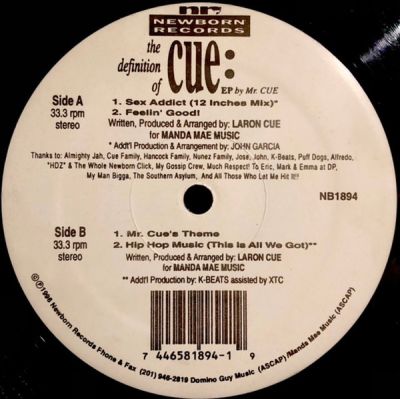 nr
NEWBORN
RECORDS
the
definition
of
cue:
EP by Mr. CUE
Side A
33.3 rpm
stereo
1. Sex Addict (12 Inches Mix)*
2. Feelin' Good!
Written, Produced & Arranged by: LARON CUE
for MANDA MAE MUSIC
* Addt'l Production & Arrangement by: JOHN GARCIA
Thanks to: Almighty Jah, Cue Family, Hancock Family, Nunez Family, Jose, John, K-Beats, Puff Dogs, Alfredo,
"HDZ" & The Whole Newborn Click, My Gossip Crew, Much Respect! To Eric, Mark & Emma at DP,
My Man Bigga, The Southern Asylum, And All Those Who Let Me Hit It!!
NB1894
Side B
33.3 rpm
stereo
1. Mr. Cue's Theme
2. Hip Hop Music (This Is All We Got)**
Written, Produced & Arranged by: LARON CUE
for MANDA MAE MUSIC
** Addt'l Production by: K-BEATS assisted by XTC
7 446581894-1 9
©℗1996 Newborn Records Phone & Fax (201) 946-2819 Domino Guy Music (ASCAP)/Manda Mae Music (ASCAP)